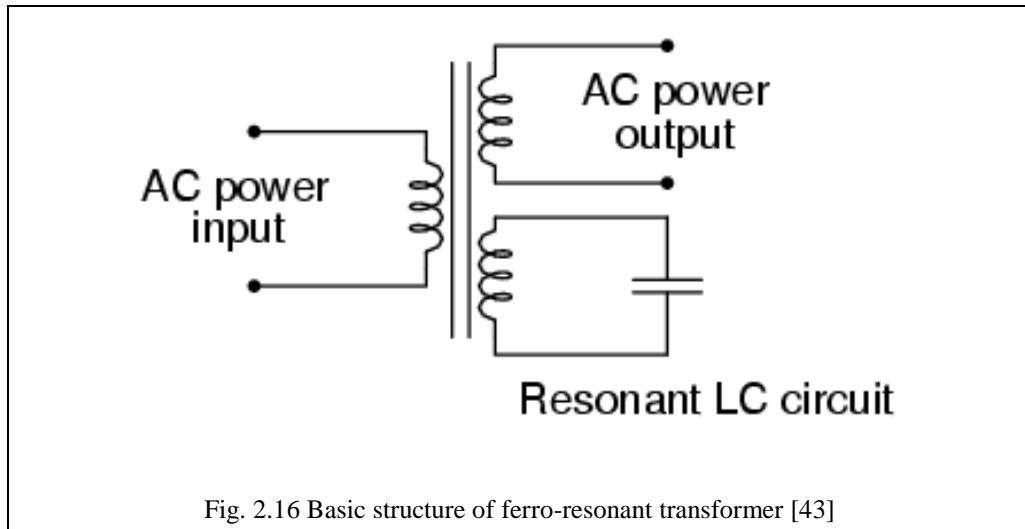 AC power
input
AC power
output
Resonant LC circuit
Fig. 2.16 Basic structure of ferro-resonant transformer [43]